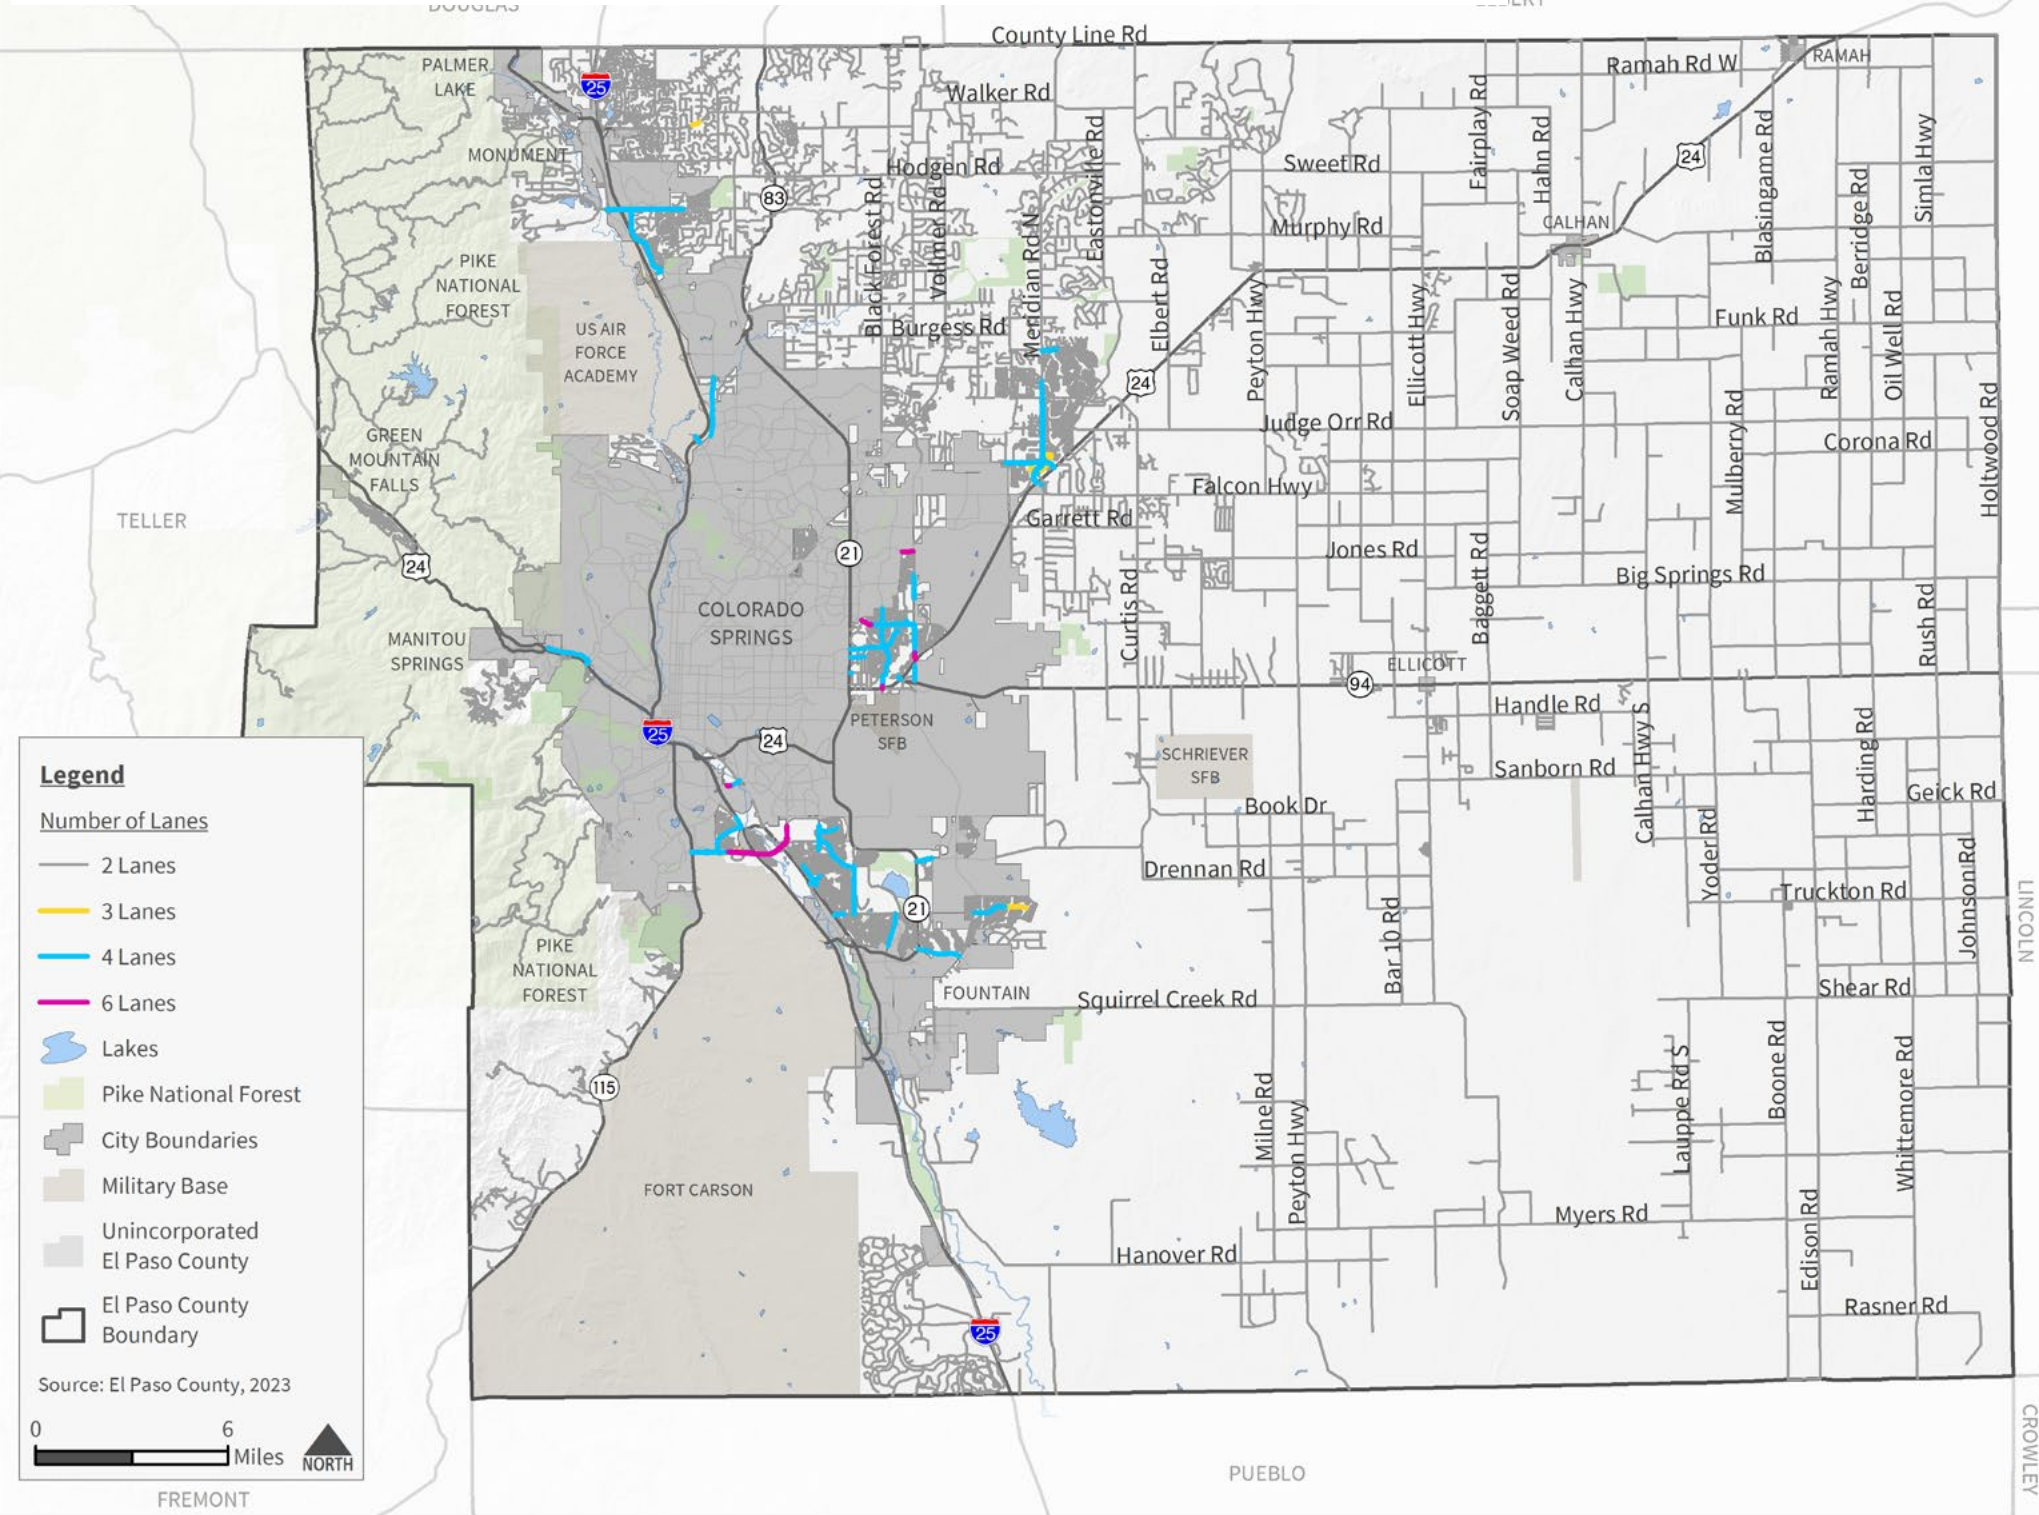 DOUGLAS
County Line Rd
PALMER
LAKE
25
Walker Rd
Ramah Rd W
RAMAH
MONUMENT
Hodgen Rd
83
Black Forest Rd
Vollmer Rd
Meridian Rd N
Eastonville Rd
Elbert Rd
Sweet Rd
Murphy Rd
Fairplay Rd
Hahn Rd
CALHAN
24
Blasingame Rd
Berridge Rd
Simla Hwy
PIKE
NATIONAL
FOREST
US AIR
FORCE
ACADEMY
Burgess Rd
24
Peyton Hwy
Ellicott Hwy
Soap Weed Rd
Calhan Hwy
Funk Rd
Ramah Hwy
Oil Well Rd
Holtwood Rd
GREEN
MOUNTAIN
FALLS
Judge Orr Rd
Mulberry Rd
Corona Rd
TELLER
24
Falcon Hwy
Garrett Rd
21
Jones Rd
Baggett Rd
Big Springs Rd
Rush Rd
COLORADO
SPRINGS
Curtis Rd
MANITOU
SPRINGS
ELLICOTT
94
25
24
PETERSON
SFB
SCHRIEVER
SFB
Handle Rd
Sanborn Rd
Calhan Hwy S
Harding Rd
Geick Rd
Book Dr
Yoder Rd
Johnson Rd
Drennan Rd
Truckton Rd
LINCOLN
21
Bar 10 Rd
PIKE
NATIONAL
FOREST
FOUNTAIN
Squirrel Creek Rd
Shear Rd
115
Milne Rd
Peyton Hwy
Lauppe Rd S
Boone Rd
Whittemore Rd
FORT CARSON
Myers Rd
Hanover Rd
Edison Rd
Rasner Rd
25
PUEBLO
CROWLEY
FREMONT
Legend
Number of Lanes
2 Lanes
3 Lanes
4 Lanes
6 Lanes
Lakes
Pike National Forest
City Boundaries
Military Base
Unincorporated
El Paso County
El Paso County
Boundary
Source: El Paso County, 2023
0 6
Miles
NORTH